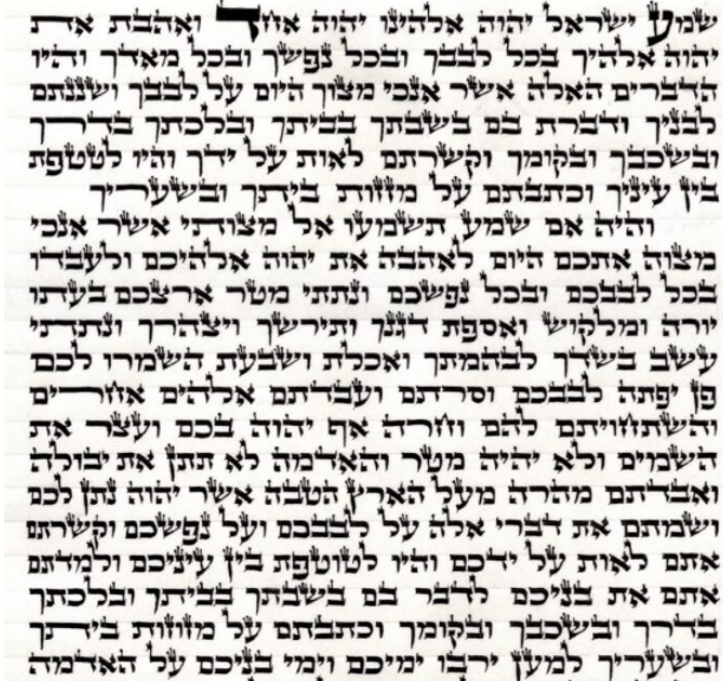 שמע ישראל יהוה אלהינו יהוה אחד ואהבת את
יהוה אלהיך בכל לבבך ובכל נפשך ובכל מאדך והיו
הדברים האלה אשר אנכי מצוך היום על לבבך ושננתם
לבניך ודברת בם בשבתך בביתך ובלכתך בדרך
ובשכבך ובקומך וקשרתם לאות על ידך והיו לטטפת
בין עיניך וכתבתם על מזזות ביתך ובשעריך
והיה אם שמע תשמעו אל מצותי אשר אנכי
מצוה אתכם היום לאהבה את יהוה אלהיכם ולעבדו
בכל לבבכם ובכל נפשכם ונתתי מטר ארצכם בעתו
יורה ומלקוש ואספת דגנך ותירשך ויצהרך ונתתי
עשב בשדך לבהמתך ואכלת ושבעת השמרו לכם
פן יפתה לבבכם וסרתם ועבדתם אלהים אחרים
והשתחויתם להם וחרה אף יהוה בכם ועצר את
השמים ולא יהיה מטר והאדמה לא תתן את יבולה
ואבדתם מהרה מעל הארץ הטבה אשר יהוה נתן לכם
ושמתם את דברי אלה על לבבכם ועל נפשכם וקשרתם
אתם לאות על ידכם והיו לטוטפת בין עיניכם ולמדתם
אתם את בניכם לדבר בם בשבתך בביתך ובלכתך
בדרך ובשכבך ובקומך וכתבתם על מזוזות ביתך
ובשעריך למען ירבו ימיכם וימי בניכם על האדמה